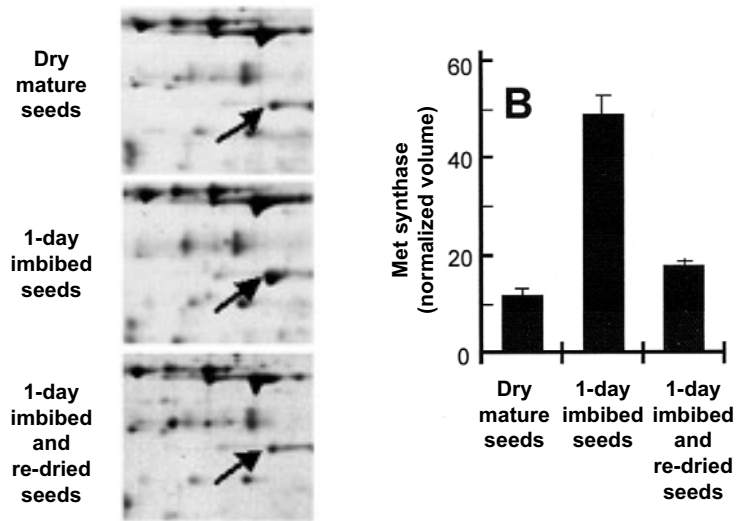 Dry
mature
seeds
1-day
imbibed
seeds
1-day
imbibed
and
re-dried
seeds
B
Met synthase
(normalized volume)
60
40
20
0
Dry
mature
seeds
1-day
imbibed
seeds
1-day
imbibed
and
re-dried
seeds